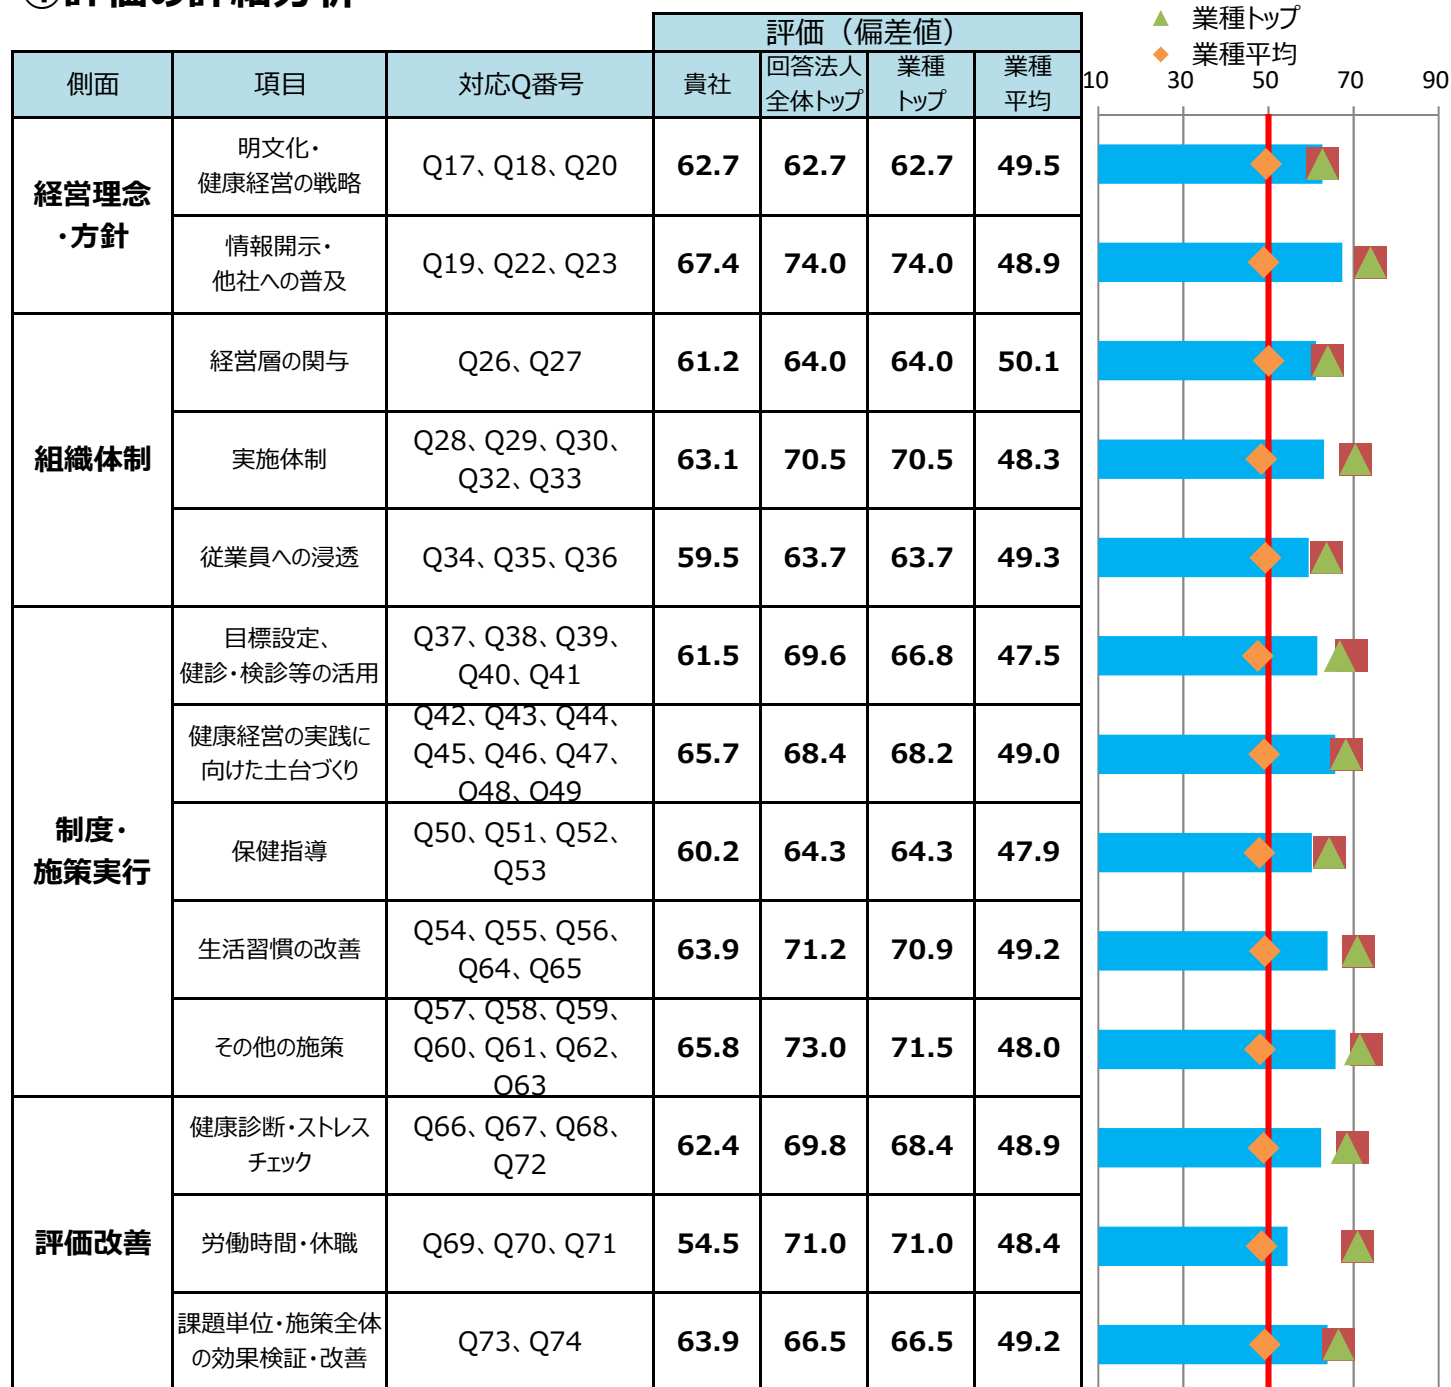 ①評価の詳細分析
▲ 業種トップ
◆ 業種平均
評価（偏差値）
側面 項目 対応Q番号 貴社 回答法人 業種 業種
全体トップ トップ 平均
10 30 50 70 90
経営理念
・方針
明文化・
健康経営の戦略
Q17、Q18、Q20 62.7 62.7 62.7 49.5
情報開示・
他社への普及
Q19、Q22、Q23 67.4 74.0 74.0 48.9
組織体制
経営層の関与 Q26、Q27 61.2 64.0 64.0 50.1
実施体制
Q28、Q29、Q30、
Q32、Q33
63.1 70.5 70.5 48.3
従業員への浸透 Q34、Q35、Q36 59.5 63.7 63.7 49.3
制度・
施策実行
目標設定、
健診・検診等の活用
Q37、Q38、Q39、
Q40、Q41
61.5 69.6 66.8 47.5
健康経営の実践に
向けた土台づくり
Q42、Q43、Q44、
Q45、Q46、Q47、
Q48、Q49
65.7 68.4 68.2 49.0
保健指導
Q50、Q51、Q52、
Q53
60.2 64.3 64.3 47.9
生活習慣の改善
Q54、Q55、Q56、
Q64、Q65
63.9 71.2 70.9 49.2
その他の施策
Q57、Q58、Q59、
Q60、Q61、Q62、
Q63
65.8 73.0 71.5 48.0
評価改善
健康診断・ストレス
チェック
Q66、Q67、Q68、
Q72
62.4 69.8 68.4 48.9
労働時間・休職 Q69、Q70、Q71 54.5 71.0 71.0 48.4
課題単位・施策全体
の効果検証・改善
Q73、Q74 63.9 66.5 66.5 49.2